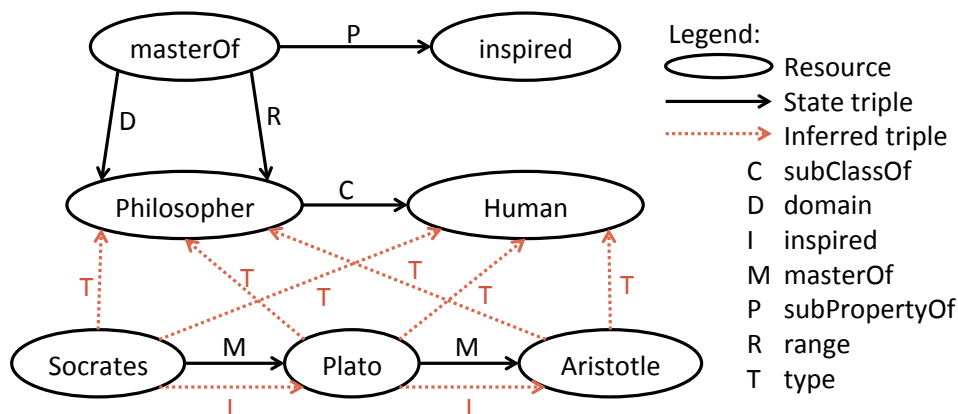 masterOf P inspired
D R
Philosopher C Human
T T T T T
Socrates M Plato M Aristotle
I I
Legend:
Resource
State triple
Inferred triple
C subClassOf
D domain
I inspired
M masterOf
P subPropertyOf
R range
T type